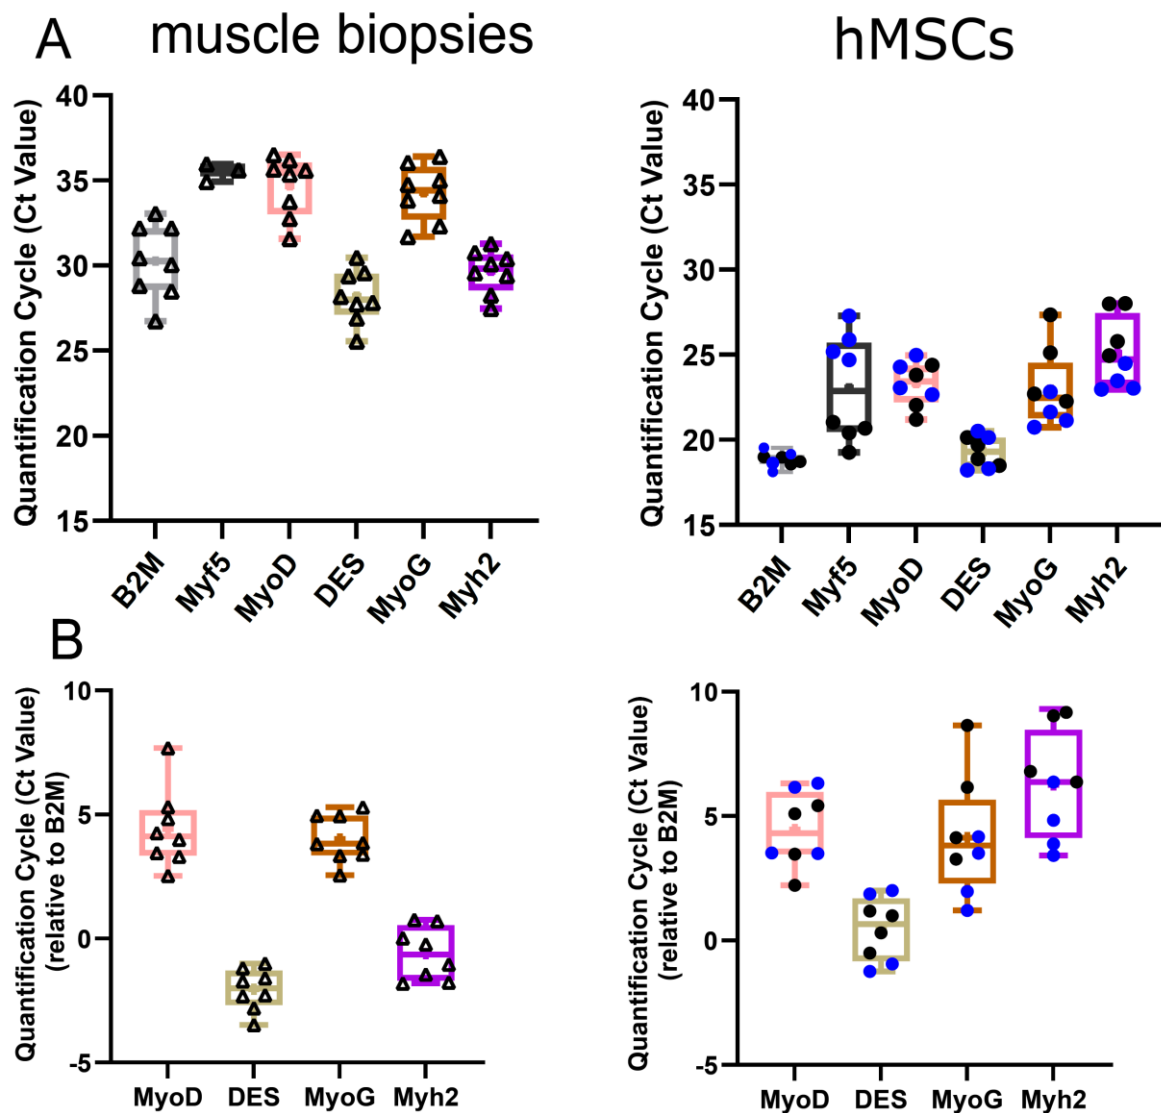 A
muscle biopsies
hMSCs
Quantification Cycle (Ct Value)
40
35
30
25
20
15
B2M
Myf5
MyoD
DES
MyoG
Myh2
Quantification Cycle (Ct Value)
40
35
30
25
20
15
B2M
Myf5
MyoD
DES
MyoG
Myh2
B
Quantification Cycle (Ct Value)
(relative to B2M)
10
5
0
-5
MyoD
DES
MyoG
Myh2
Quantification Cycle (Ct Value)
(relative to B2M)
10
5
0
-5
MyoD
DES
MyoG
Myh2